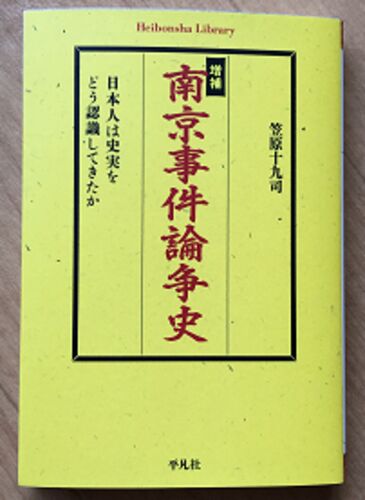 Heibonsha Library
笠原十九司
増補
南京事件論争史
日本人は史実を
どう認識してきたか
平凡社